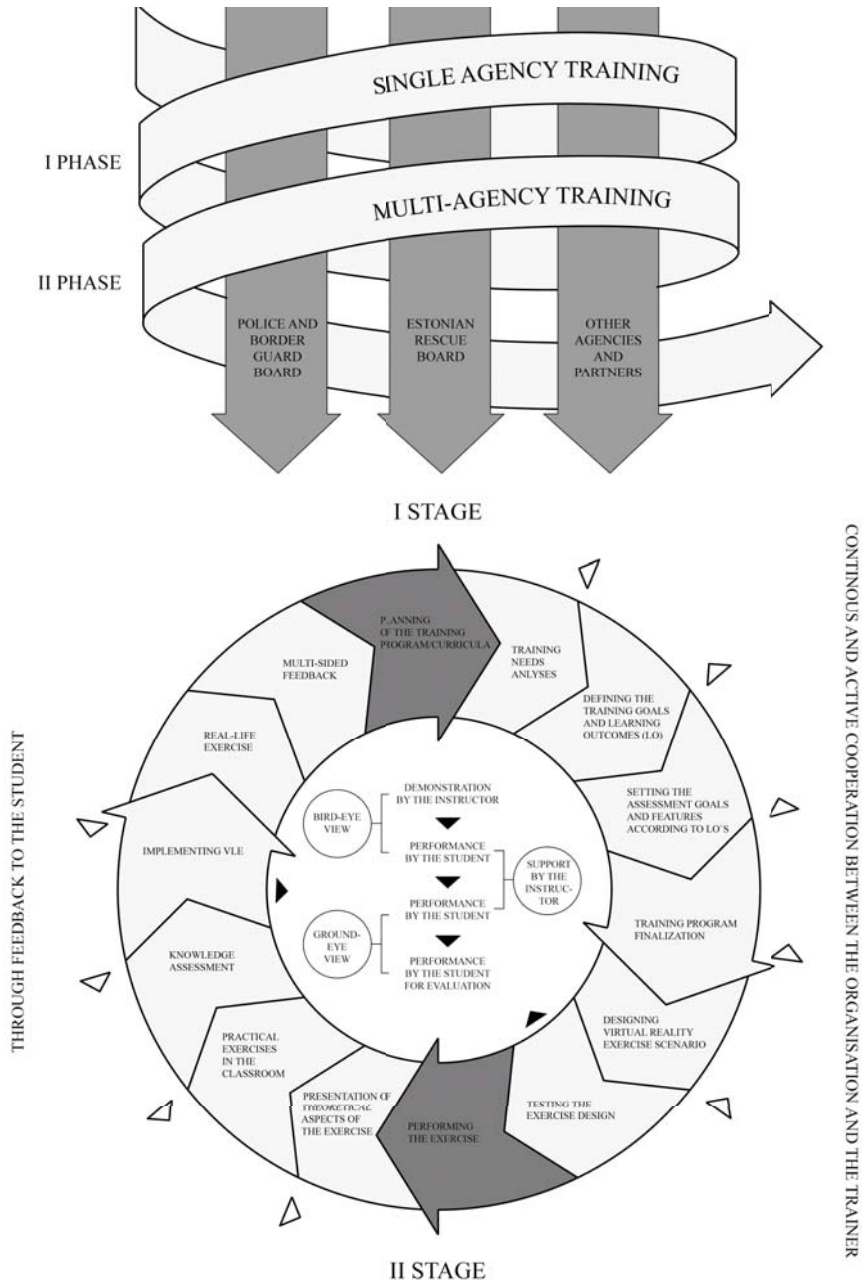 SINGLE AGENCY TRAINING
I PHASE
MULTI-AGENCY TRAINING
II PHASE
POLICE AND
BORDER
GUARD
BOARD
ESTONIAN
RESCUE
BOARD
OTHER
AGENCIES
AND
PARTNERS
I STAGE
PLANNING
OF THE TRAINING
PROGRAM/CURRICULA
TRAINING
NEEDS
ANLYSES
DEFINING THE
TRAINING GOALS
AND LEARNING
OUTCOMES (LO)
SETTING THE
ASSESSMENT GOALS
AND FEATURES
ACCORDING TO LO`S
TRAINING PROGRAM
FINALIZATION
DESIGNING
VIRTUAL REALITY
EXERCISE SCENARIO
TESTING THE
EXERCISE DESIGN
PERFORMING
THE EXERCISE
PRESENTATION OF
THEORETICAL
ASPECTS OF
THE EXERCISE
PRACTICAL
EXERCISES
IN THE
CLASSROOM
KNOWLEDGE
ASSESSMENT
IMPLEMENTING VLE
REAL-LIFE
EXERCISE
MULTI-SIDED
FEEDBACK
DEMONSTRATION
BY THE INSTRUCTOR
BIRD-EYE
VIEW
PERFORMANCE
BY THE STUDENT
SUPPORT
BY THE
INSTRUC-
TOR
PERFORMANCE
BY THE STUDENT
GROUND-
EYE
VIEW
PERFORMANCE
BY THE STUDENT
FOR EVALUATION
II STAGE
THROUGH FEEDBACK TO THE STUDENT
CONTINOUS AND ACTIVE COOPERATION BETWEEN THE ORGANISATION AND THE TRAINER